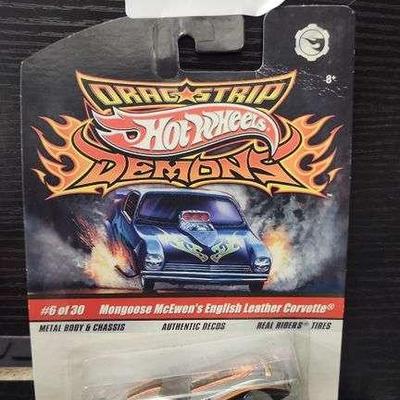 8+
DRAG★STRIP
Hot Wheels®
DEMONS
#6 of 30 Mongoose McEwen's English Leather Corvette®
METAL BODY & CHASSIS AUTHENTIC DECOS REAL RIDERS® TIRES